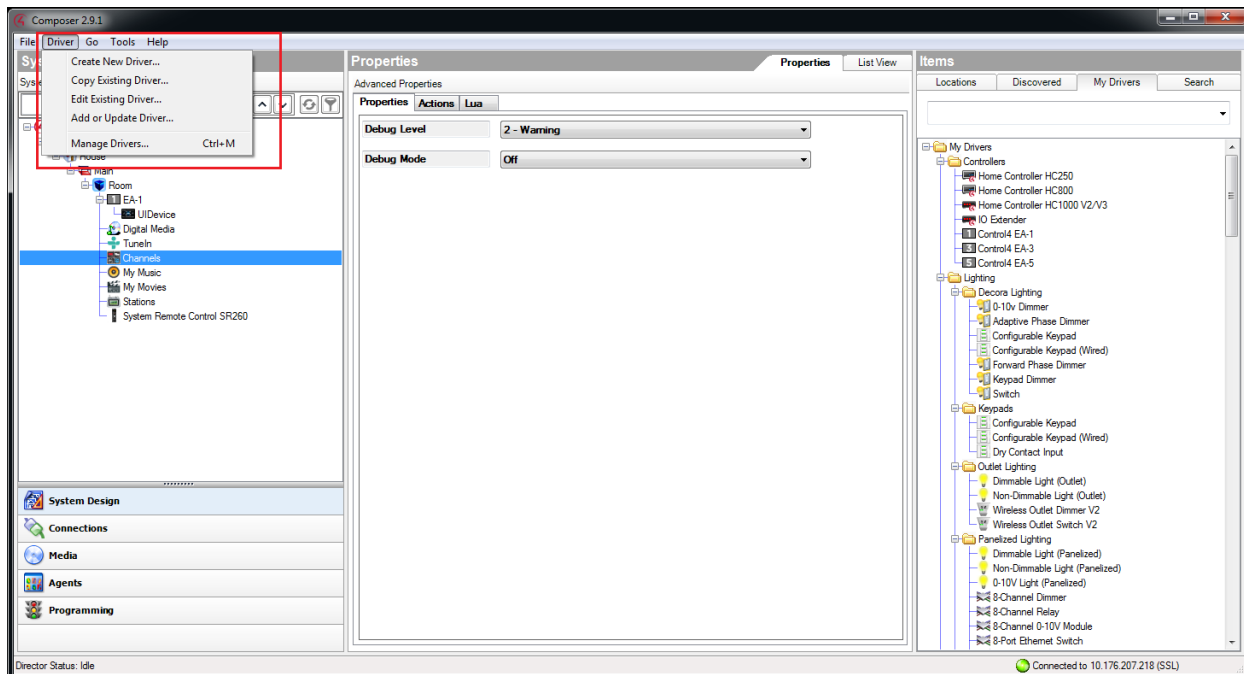 Composer 2.9.1
File Driver Go Tools Help
Create New Driver...
Copy Existing Driver...
Edit Existing Driver...
Add or Update Driver...
Manage Drivers... Ctrl+M
House
Main
Room
1 EA-1
UIDevice
Digital Media
TuneIn
Channels
My Music
My Movies
Stations
System Remote Control SR260
System Design
Connections
Media
Agents
Programming
Properties
Properties List View
Advanced Properties
Properties Actions Lua
Debug Level 2 - Warning
Debug Mode Off
Items
Locations Discovered My Drivers Search
My Drivers
Controllers
Home Controller HC250
Home Controller HC800
Home Controller HC1000 V2/V3
IO Extender
1 Control4 EA-1
3 Control4 EA-3
5 Control4 EA-5
Lighting
Decora Lighting
0-10v Dimmer
Adaptive Phase Dimmer
Configurable Keypad
Configurable Keypad (Wired)
Forward Phase Dimmer
Keypad Dimmer
Switch
Keypads
Configurable Keypad
Configurable Keypad (Wired)
Dry Contact Input
Outlet Lighting
Dimmable Light (Outlet)
Non-Dimmable Light (Outlet)
Wireless Outlet Dimmer V2
Wireless Outlet Switch V2
Panelized Lighting
Dimmable Light (Panelized)
Non-Dimmable Light (Panelized)
0-10V Light (Panelized)
8-Channel Dimmer
8-Channel Relay
8-Channel 0-10V Module
8-Port Ethernet Switch
Director Status: Idle
Connected to 10.176.207.218 (SSL)